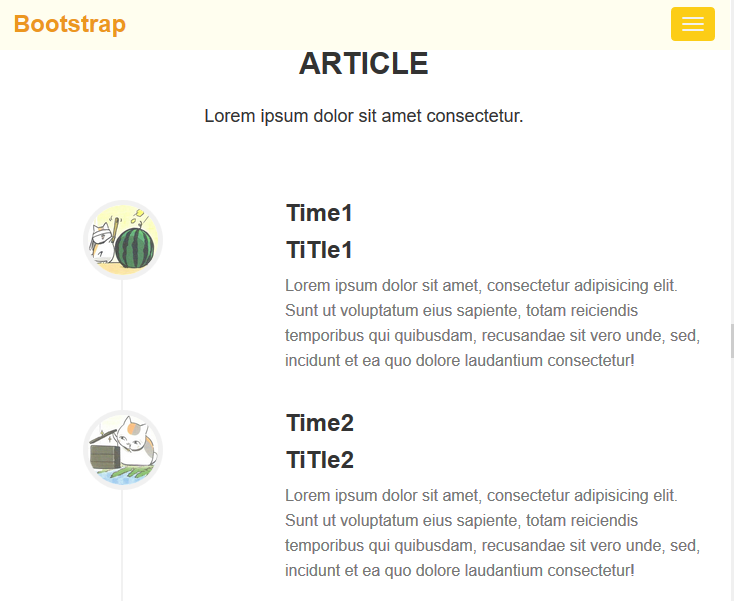 Bootstrap
ARTICLE
Lorem ipsum dolor sit amet consectetur.
Time1
TiTle1
Lorem ipsum dolor sit amet, consectetur adipisicing elit.
Sunt ut voluptatum eius sapiente, totam reiciendis
temporibus qui quibusdam, recusandae sit vero unde, sed,
incidunt et ea quo dolore laudantium consectetur!
Time2
TiTle2
Lorem ipsum dolor sit amet, consectetur adipisicing elit.
Sunt ut voluptatum eius sapiente, totam reiciendis
temporibus qui quibusdam, recusandae sit vero unde, sed,
incidunt et ea quo dolore laudantium consectetur!